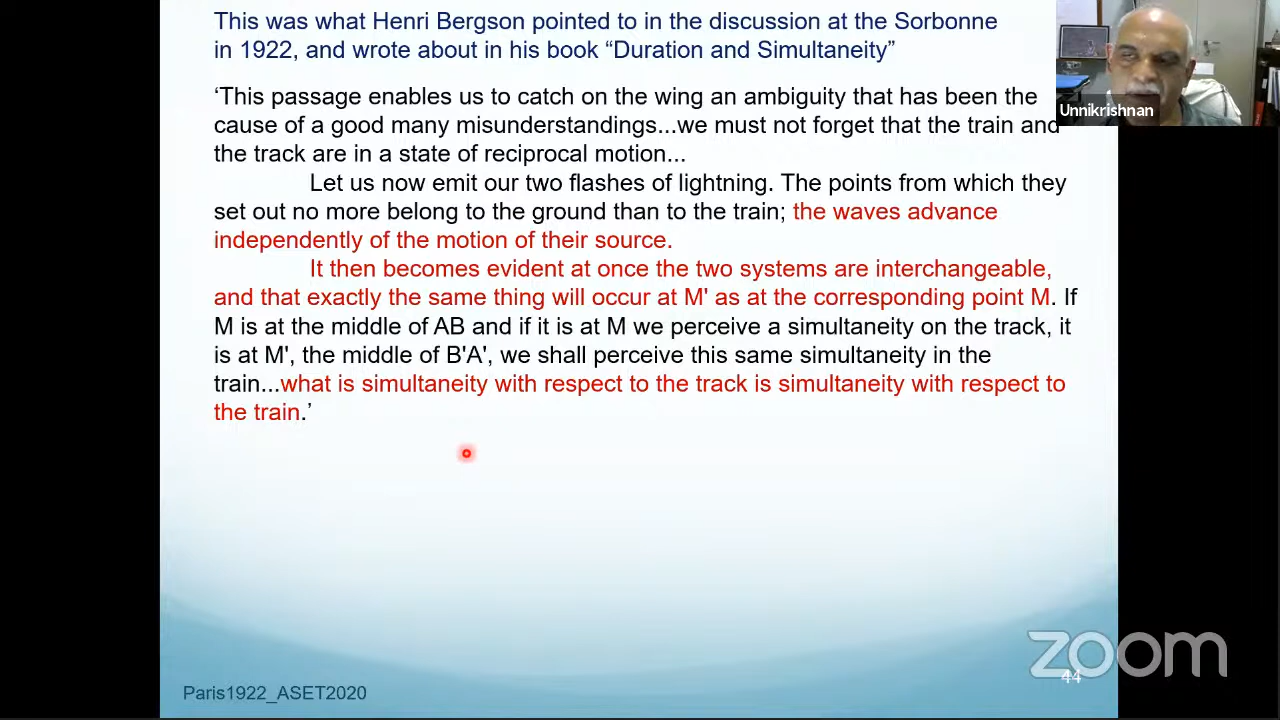 This was what Henri Bergson pointed to in the discussion at the Sorbonne
in 1922, and wrote about in his book “Duration and Simultaneity”
‘This passage enables us to catch on the wing an ambiguity that has been the
cause of a good many misunderstandings...we must not forget that the train and
the track are in a state of reciprocal motion...
Let us now emit our two flashes of lightning. The points from which they
set out no more belong to the ground than to the train; the waves advance
independently of the motion of their source.
It then becomes evident at once the two systems are interchangeable,
and that exactly the same thing will occur at M' as at the corresponding point M. If
M is at the middle of AB and if it is at M we perceive a simultaneity on the track, it
is at M', the middle of B'A', we shall perceive this same simultaneity in the
train...what is simultaneity with respect to the track is simultaneity with respect to
the train.’
Unnikrishnan
zoom
44
Paris1922_ASET2020